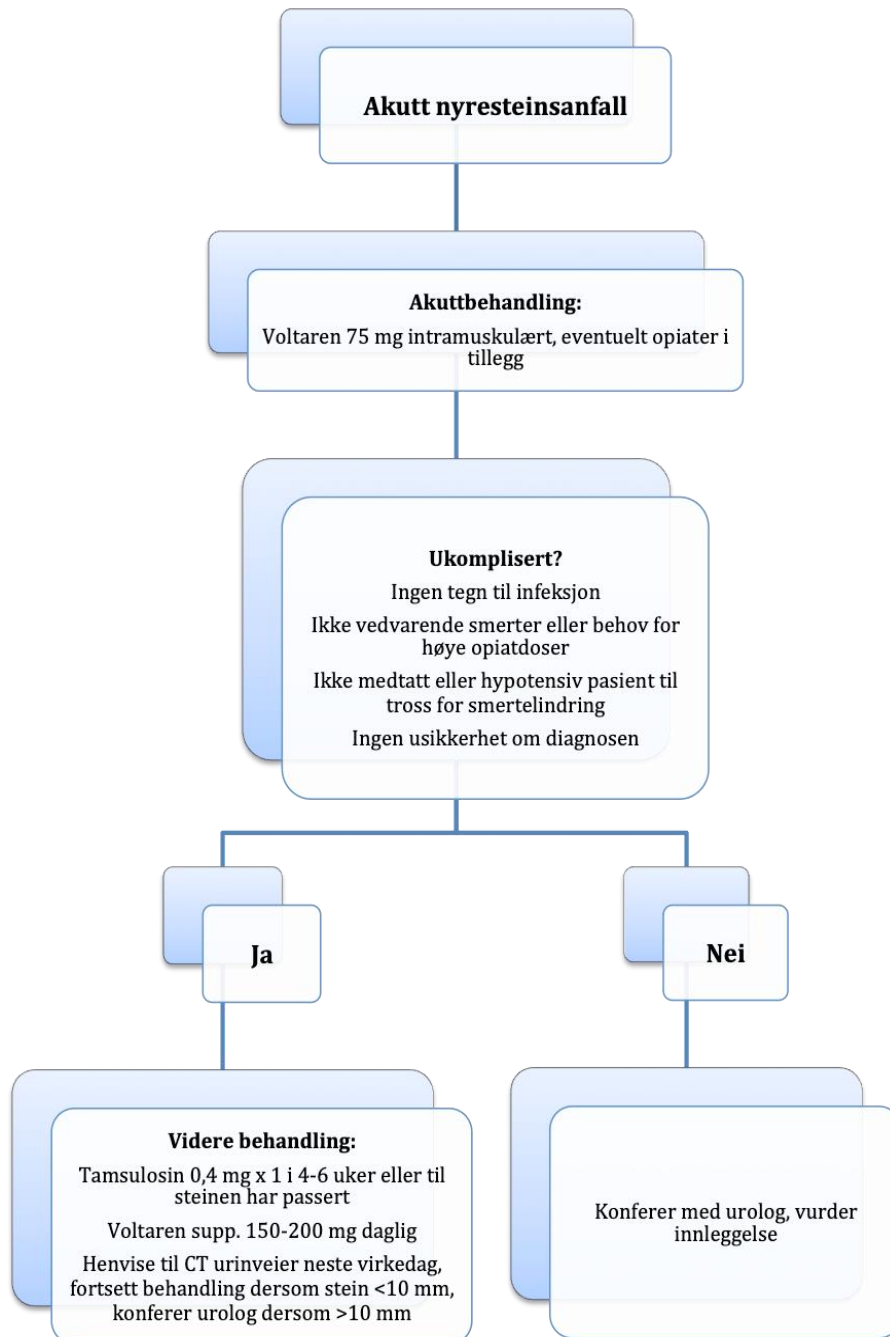 Akutt nyresteinsanfall
Akuttbehandling:
Voltaren 75 mg intramuskulært, eventuelt opiater i
tillegg
Ukomplisert?
Ingen tegn til infeksjon
Ikke vedvarende smerter eller behov for
høye opiatdoser
Ikke medtatt eller hypotensiv pasient til
tross for smertelindring
Ingen usikkerhet om diagnosen
Ja
Nei
Videre behandling:
Tamsulosin 0,4 mg x 1 i 4-6 uker eller til
steinen har passert
Voltaren supp. 150-200 mg daglig
Henvise til CT urinveier neste virkedag,
fortsett behandling dersom stein <10 mm,
konferer urolog dersom >10 mm
Konferer med urolog, vurder
innleggelse